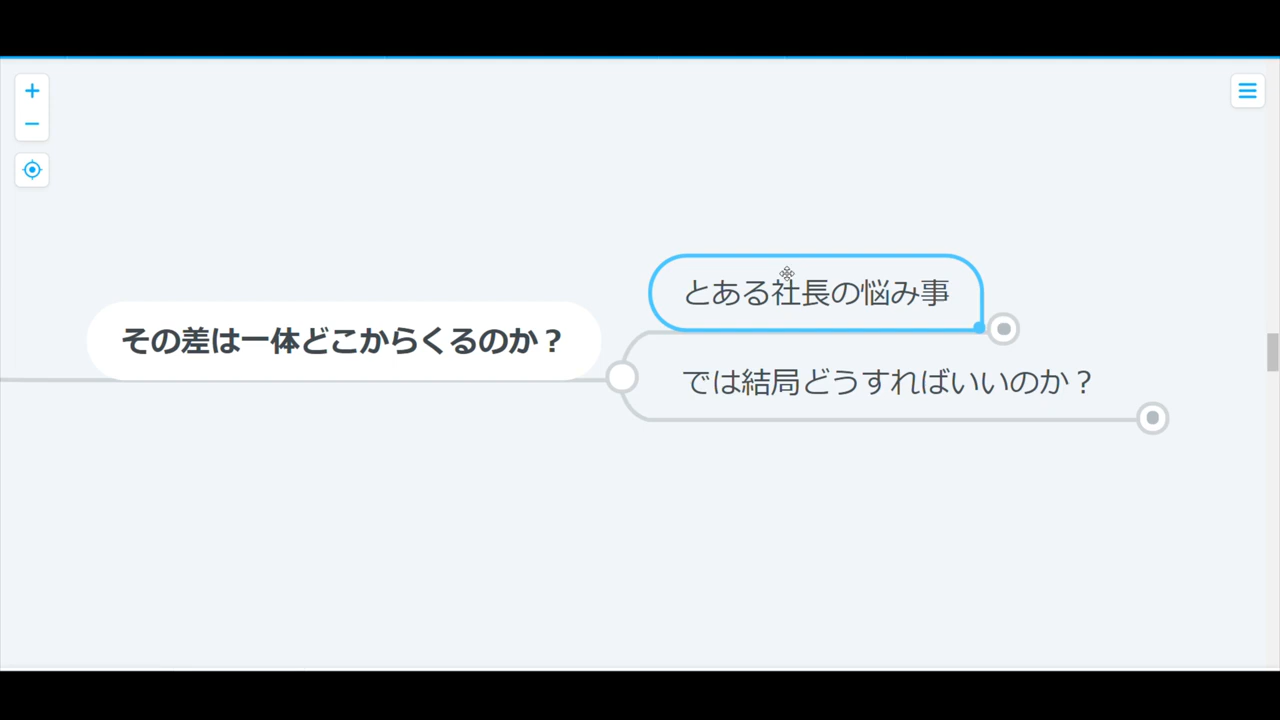 その差は一体どこからくるのか？
とある社長の悩み事
では結局どうすればいいのか？